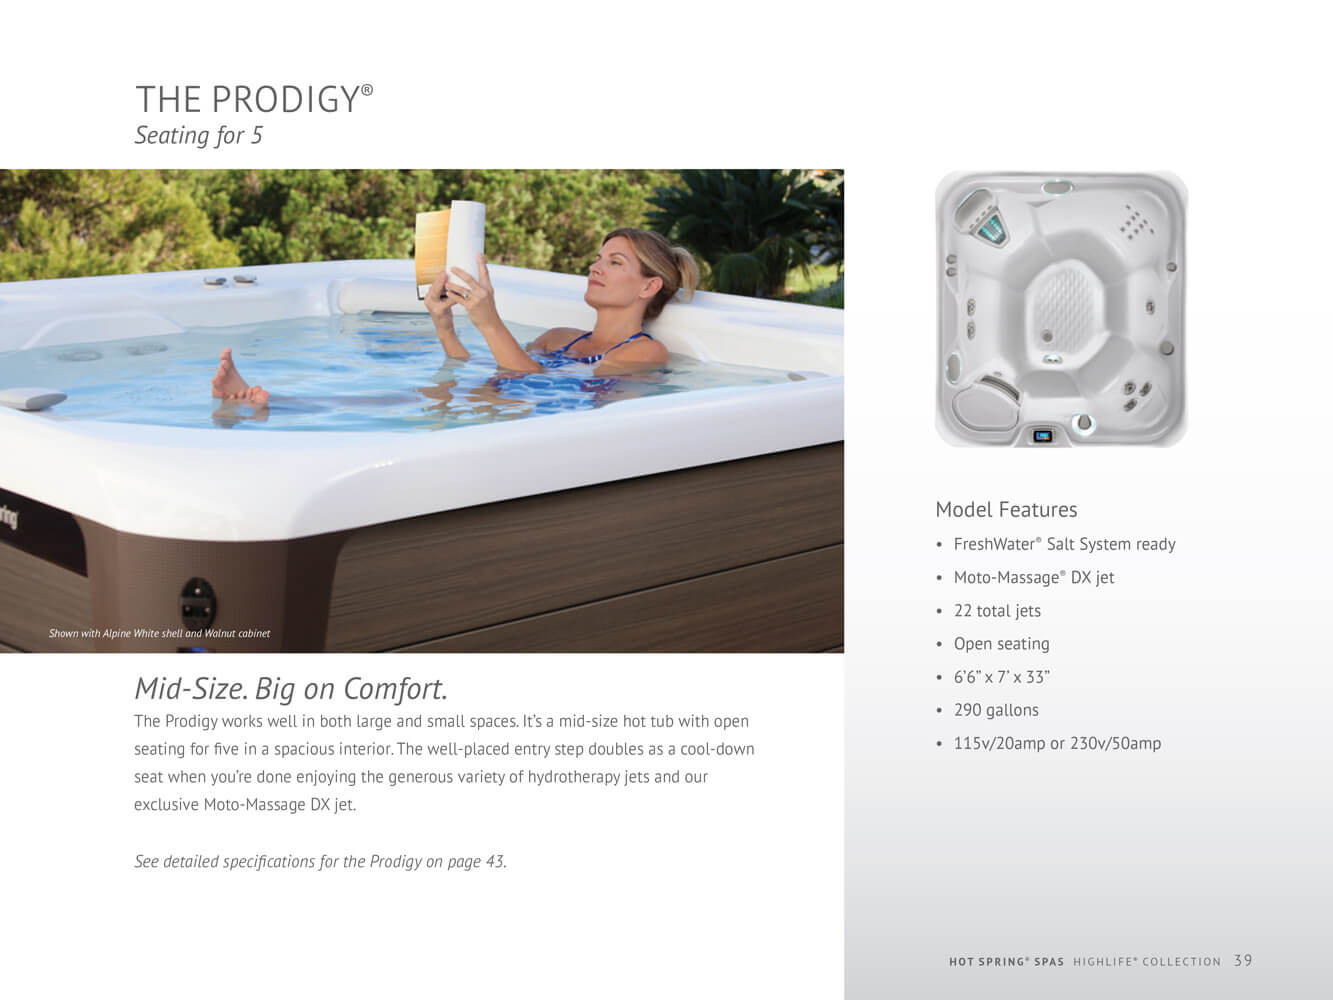 THE PRODIGY®
Seating for 5
Shown with Alpine White shell and Walnut cabinet
Mid-Size. Big on Comfort.
The Prodigy works well in both large and small spaces. It’s a mid-size hot tub with open
seating for five in a spacious interior. The well-placed entry step doubles as a cool-down
seat when you’re done enjoying the generous variety of hydrotherapy jets and our
exclusive Moto-Massage DX jet.
See detailed specifications for the Prodigy on page 43.
Model Features
• FreshWater® Salt System ready
• Moto-Massage® DX jet
• 22 total jets
• Open seating
• 6’6” x 7’ x 33”
• 290 gallons
• 115v/20amp or 230v/50amp
HOT SPRING® SPAS HIGHLIFE® COLLECTION 39